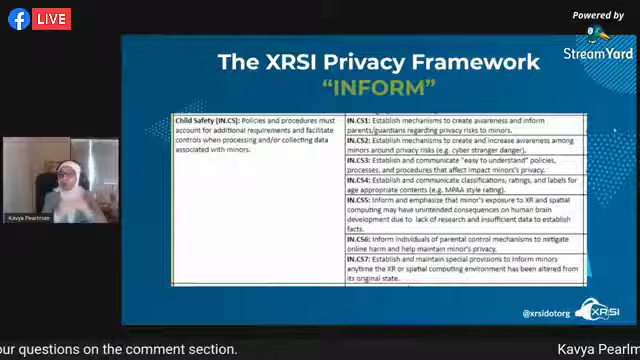 LIVE
Powered by
StreamYard
The XRSI Privacy Framework
“INFORM”
Child Safety (IN.CS): Policies and procedures must
account for additional requirements and facilitate
controls when processing and/or collecting data
associated with minors.
IN.CS1: Establish mechanisms to create awareness and inform
parents/guardians regarding privacy risks to minors.
IN.CS2: Establish mechanisms to create and increase awareness among
minors around privacy risks (e.g. cyber stranger danger).
IN.CS3: Establish and communicate "easy to understand" policies,
processes, and procedures that affect impact minor's privacy.
IN.CS4: Establish and communicate classifications, ratings, and labels for
age appropriate contents (e.g. MPAA style rating).
IN.CS5: Inform and emphasize that minor's exposure to XR and spatial
computing may have unintended consequences on human brain
development due to lack of research and insufficient data to establish
facts.
IN.CS6: Inform individuals of parental control mechanisms to mitigate
online harm and help maintain minor's privacy.
IN.CS7: Establish and maintain special provisions to inform minors
anytime the XR or spatial computing environment has been altered from
its original state.
Kavya Pearlman
@xrsidotorg
XRSI
our questions on the comment section.
Kavya Pearlm